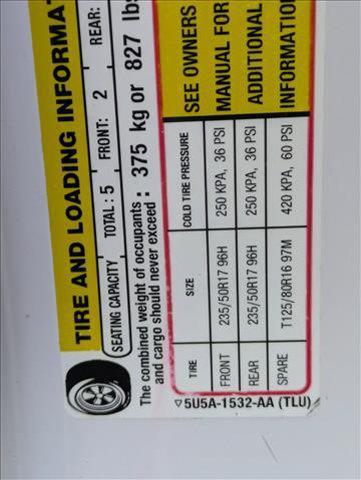 TIRE AND LOADING INFORMAT
SEATING CAPACITY TOTAL : 5 FRONT: 2 REAR:
The combined weight of occupants
and cargo should never exceed : 375 kg or 827 lbs
TIRE SIZE COLD TIRE PRESSURE SEE OWNERS
FRONT 235/50R17 96H 250 KPA, 36 PSI MANUAL FOR
REAR 235/50R17 96H 250 KPA, 36 PSI ADDITIONAL
SPARE T125/80R16 97M 420 KPA, 60 PSI INFORMATION
▽5U5A-1532-AA (TLU)